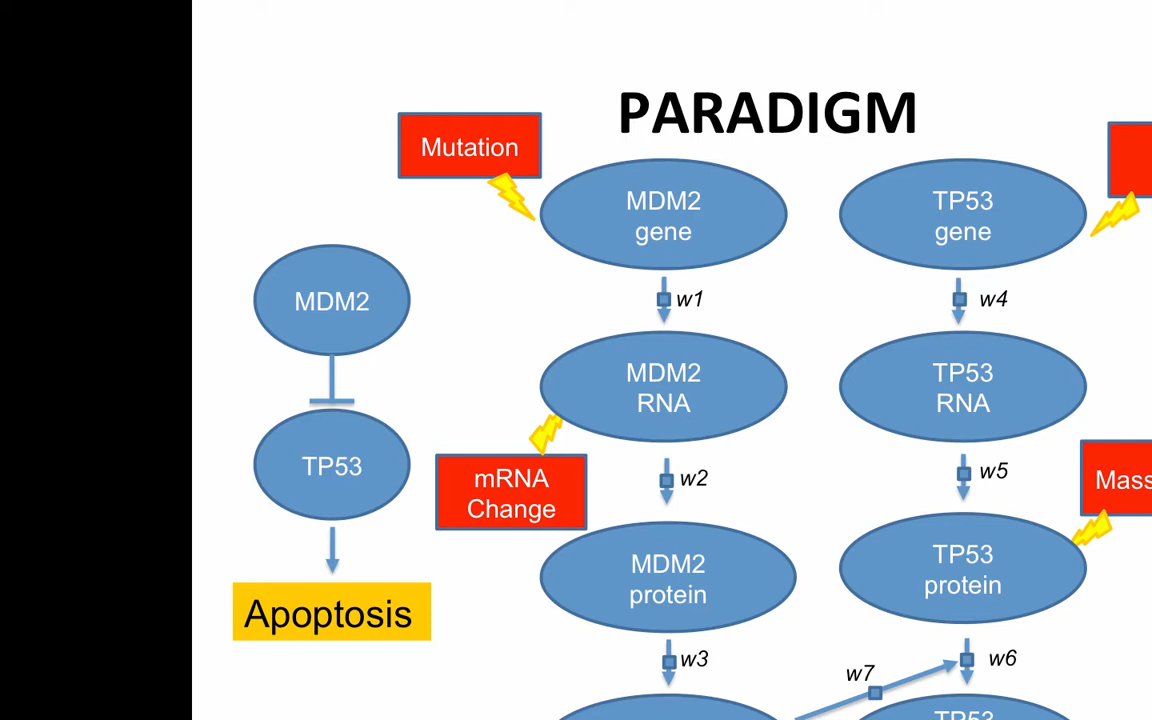 PARADIGM
Mutation
MDM2
gene
TP53
gene
w1
w4
MDM2
MDM2
RNA
TP53
RNA
TP53
mRNA
Change
w2
w5
Mass
MDM2
protein
TP53
protein
Apoptosis
w3
w7
w6
TP53